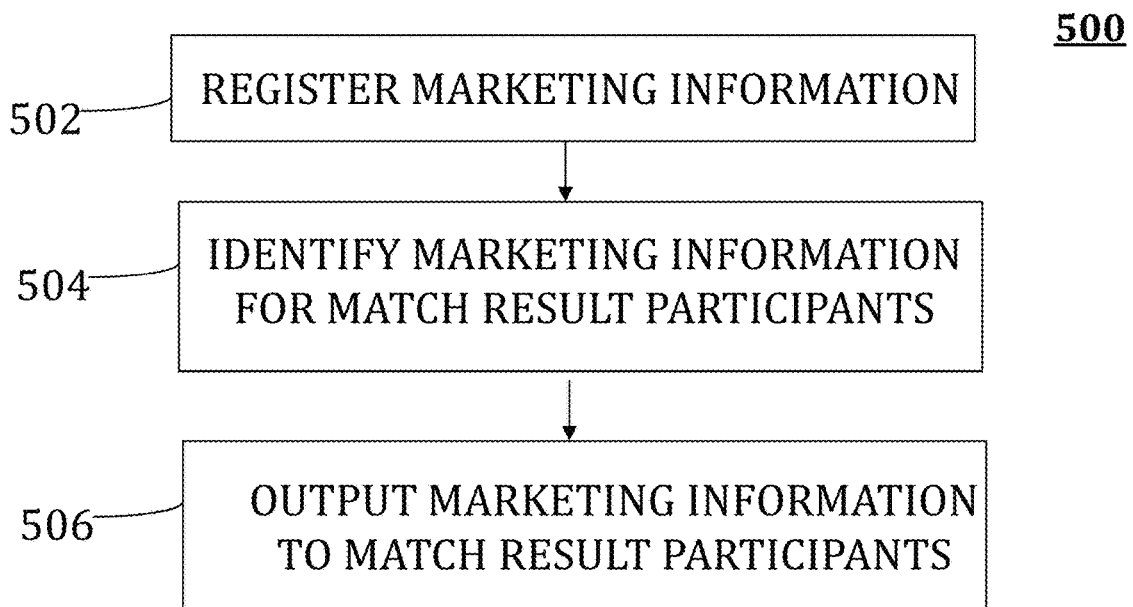 500
502
REGISTER MARKETING INFORMATION
504
IDENTIFY MARKETING INFORMATION
FOR MATCH RESULT PARTICIPANTS
506
OUTPUT MARKETING INFORMATION
TO MATCH RESULT PARTICIPANTS